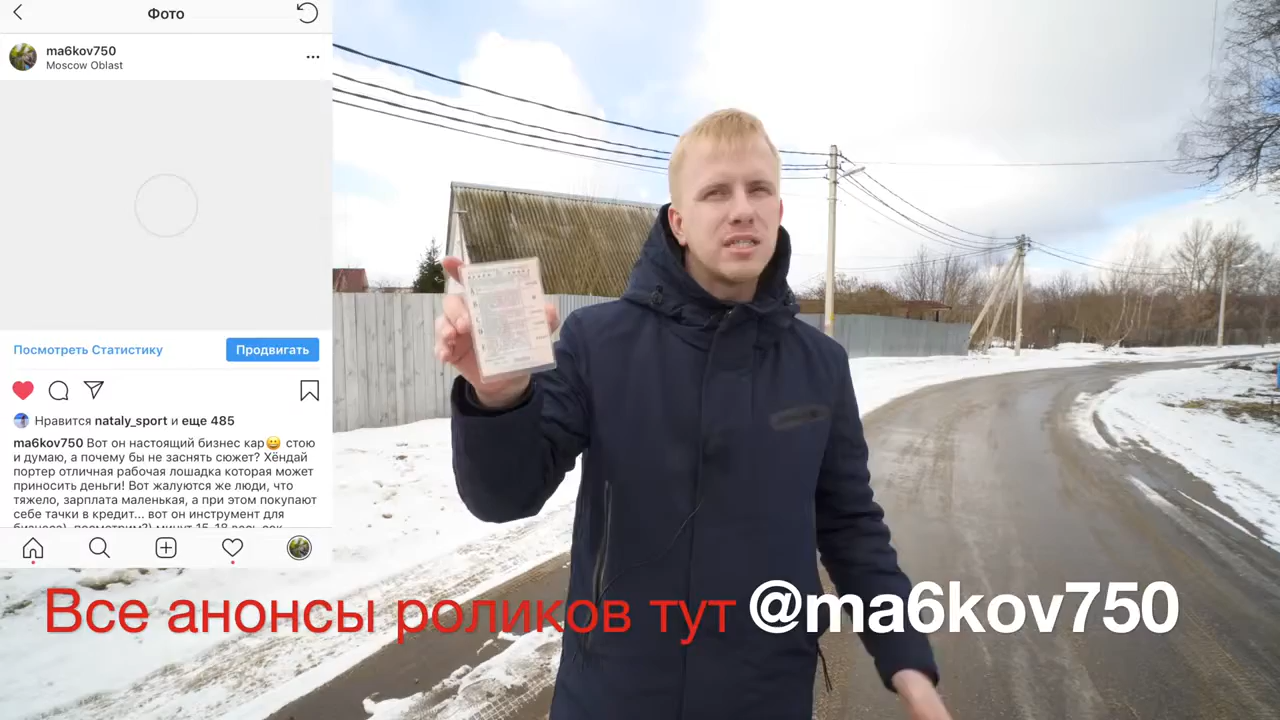 Фото
ma6kov750
Moscow Oblast
Посмотреть Статистику
Продвигать
Нравится nataly_sport и еще 485
ma6kov750 Вот он настоящий бизнес кар😀 стою
и думаю, а почему бы не заснять сюжет? Хёндай
портер отличная рабочая лошадка которая может
приносить деньги! Вот жалуются же люди, что
тяжело, зарплата маленькая, а при этом покупают
себе тачки в кредит... вот он инструмент для
Все анонсы роликов тут @ma6kov750